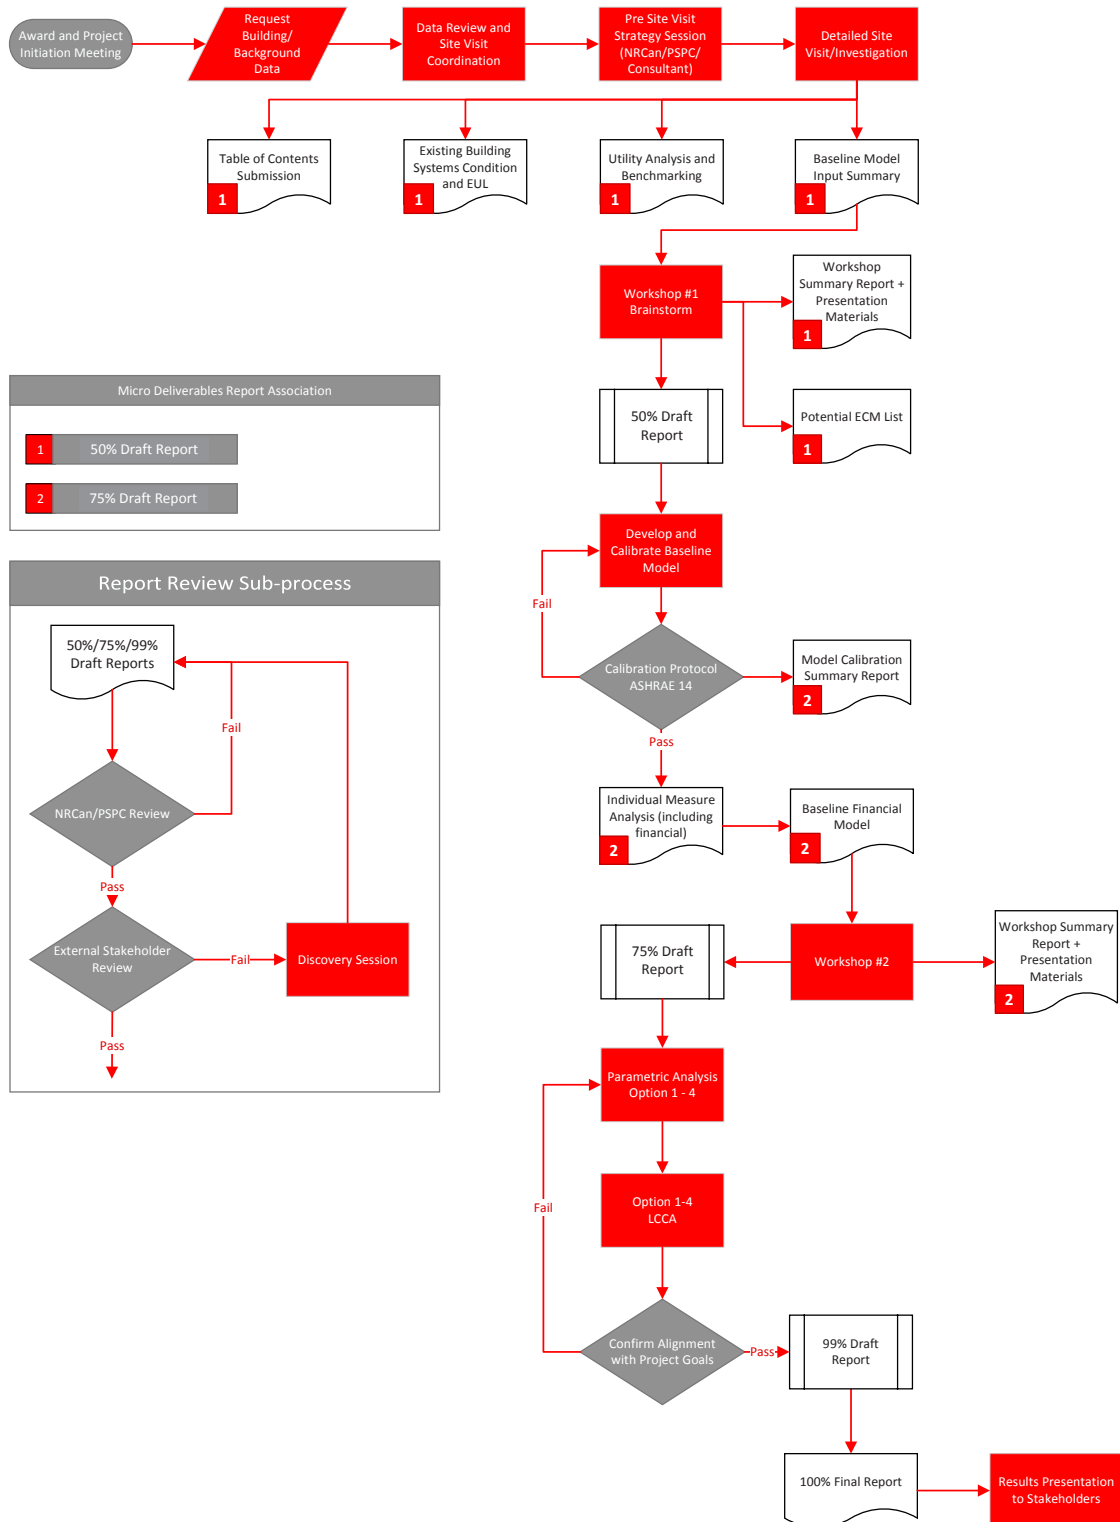 Award and Project
Initiation Meeting
Request
Building/
Background
Data
Data Review and
Site Visit
Coordination
Pre Site Visit
Strategy Session
(NRCan/PSPC/
Consultant)
Detailed Site
Visit/Investigation
Table of Contents
Submission
1
Existing Building
Systems Condition
and EUL
1
Utility Analysis and
Benchmarking
1
Baseline Model
Input Summary
1
Workshop #1
Brainstorm
Workshop
Summary Report +
Presentation
Materials
1
Micro Deliverables Report Association
1
50% Draft Report
2
75% Draft Report
50% Draft
Report
Potential ECM List
1
Develop and
Calibrate Baseline
Model
Fail
Calibration Protocol
ASHRAE 14
Model Calibration
Summary Report
2
Pass
Individual Measure
Analysis (including
financial)
2
Baseline Financial
Model
2
Report Review Sub-process
50%/75%/99%
Draft Reports
Fail
NRCan/PSPC Review
Pass
External Stakeholder
Review
Fail
Discovery Session
Pass
75% Draft
Report
Workshop #2
Workshop Summary
Report +
Presentation
Materials
2
Parametric Analysis
Option 1 - 4
Fail
Option 1-4
LCCA
Confirm Alignment
with Project Goals
Pass
99% Draft
Report
100% Final Report
Results Presentation
to Stakeholders